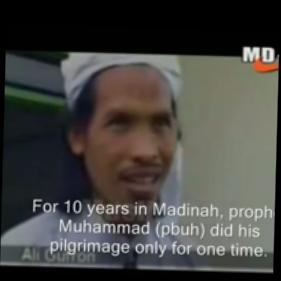 MD
For 10 years in Madinah, proph
Muhammad (pbuh) did his
pilgrimage only for one time.
Ali Gufron